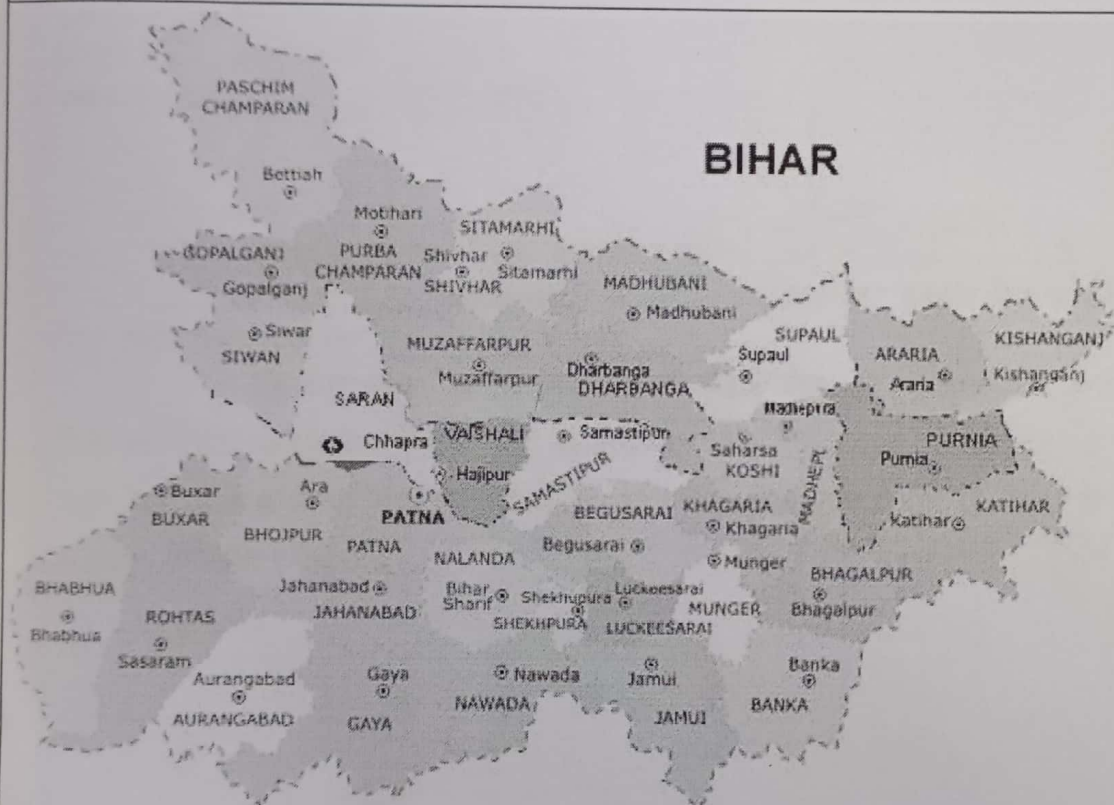 PASCHIM
CHAMPARAN
BIHAR
Bettiah
Motihari
SITAMARHI
GOPALGANJ
PURBA
CHAMPARAN
Shivhar
Sitamarhi
Gopalganj
SHIVHAR
MADHUBANI
Madhubani
Siwan
SIWAN
SUPAUL
Supaul
KISHANGANJ
ARARIA
Araria
Kishanganj
MUZAFFARPUR
Muzaffarpur
Dharbanga
DHARBANGA
SARAN
Chhapra
VAISHALI
Samastipur
Madhepura
PURNIA
Purnia
Saharsa
KOSHI
Hajipur
SAMASTIPUR
MADHEPU
Buxar
BUXAR
Ara
PATNA
BEGUSARAI
KHAGARIA
Khagaria
KATIHAR
Katihar
BHOJPUR
PATNA
NALANDA
Begusarai
Munger
BHAGALPUR
Bhagalpur
BHABHUA
Bhabhua
ROHTAS
Sasaram
Jahanabad
JAHANABAD
Bihar
Sharif
Shekhupura
SHEKHPURA
Luckeesarai
LUCKEESARAI
MUNGER
Aurangabad
AURANGABAD
Gaya
GAYA
Nawada
NAWADA
Jamui
JAMUI
Banka
BANKA